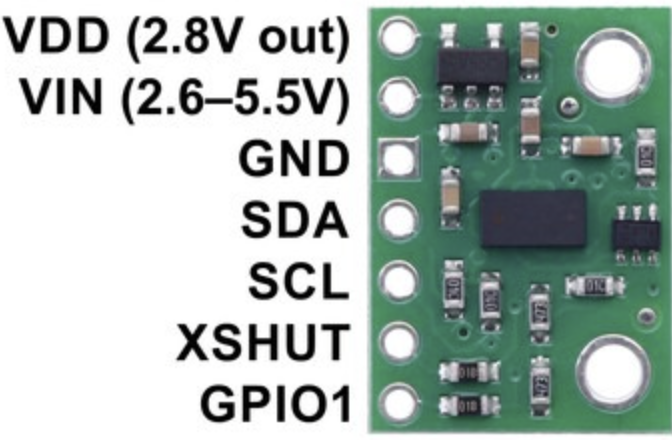 VDD (2.8V out)
VIN (2.6–5.5V)
GND
SDA
SCL
XSHUT
GPIO1